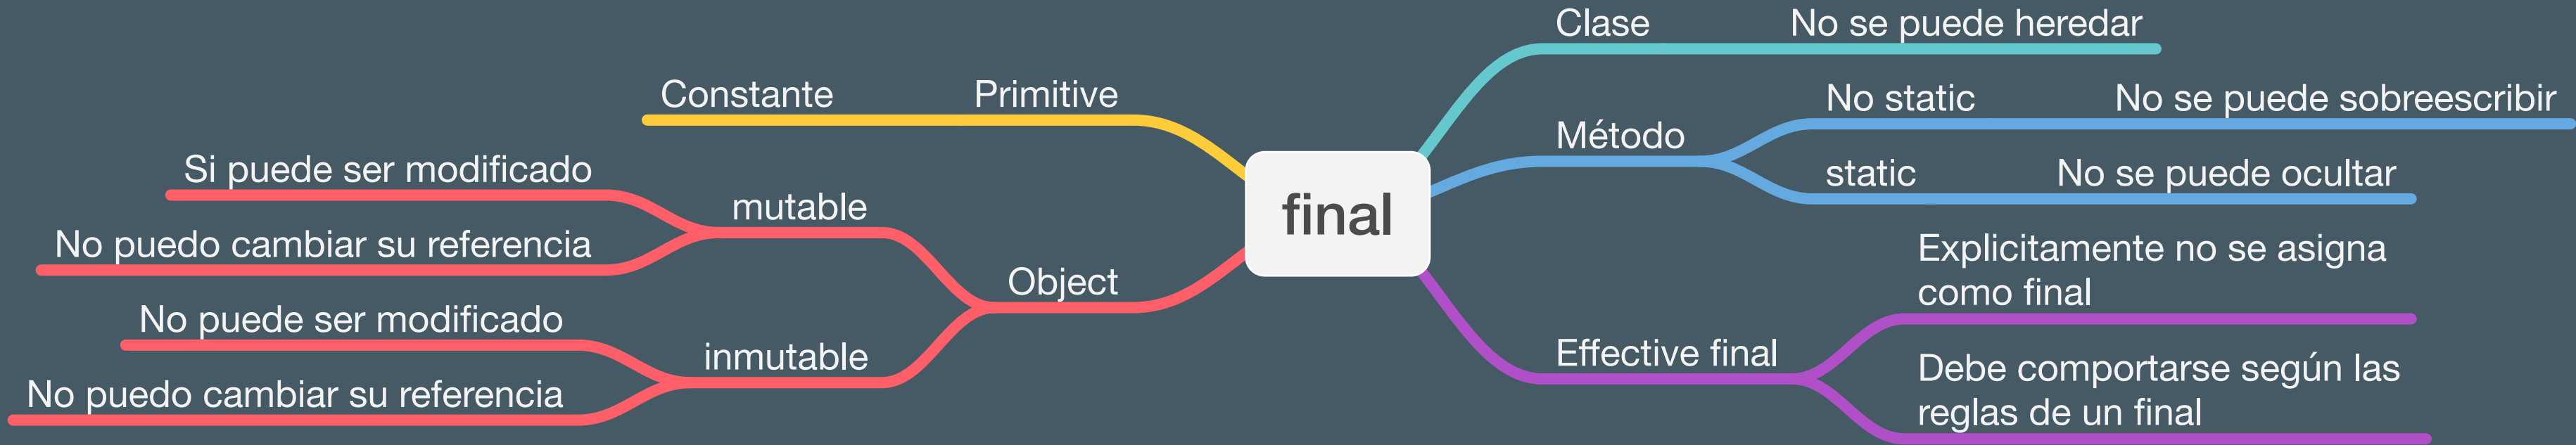 final
Clase
No se puede heredar
Método
No static
No se puede sobreescribir
static
No se puede ocultar
Effective final
Explicitamente no se asigna
como final
Debe comportarse según las
reglas de un final
Primitive
Constante
Object
mutable
Si puede ser modificado
No puedo cambiar su referencia
inmutable
No puede ser modificado
No puedo cambiar su referencia